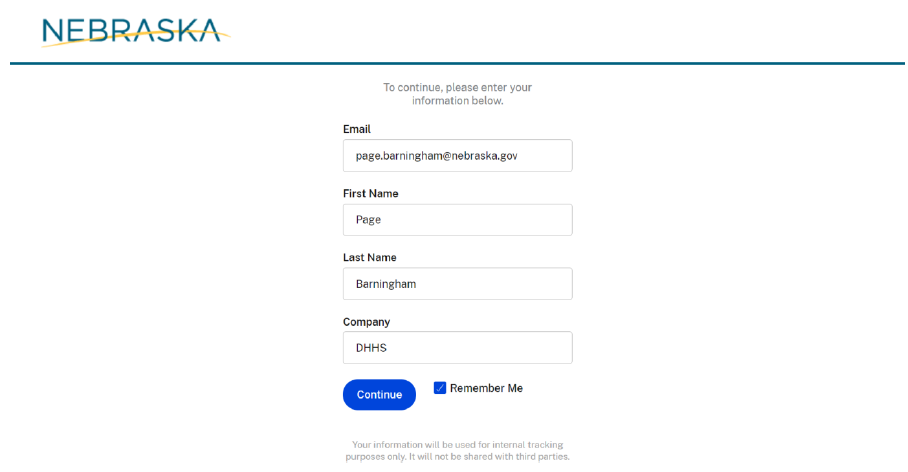 NEBRASKA
To continue, please enter your
information below.
Email
page.barningham@nebraska.gov
First Name
Page
Last Name
Barningham
Company
DHHS
Continue
Remember Me
Your information will be used for internal tracking
purposes only. It will not be shared with third parties.